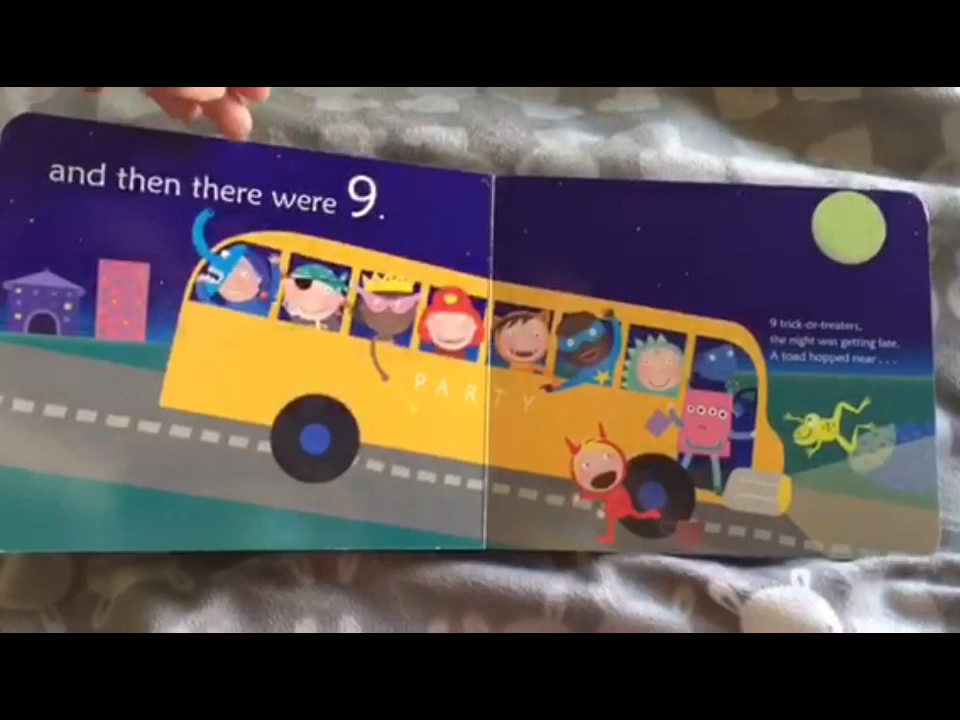 and then there were 9.
PARTY
9 trick-or-treaters,
the night was getting late.
A toad hopped near . . .